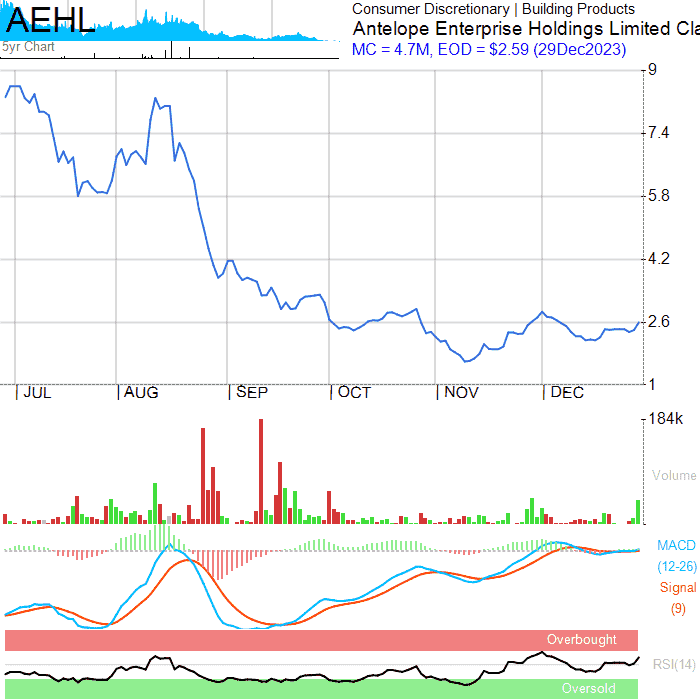 AEHL
5yr Chart
Consumer Discretionary | Building Products
Antelope Enterprise Holdings Limited Cla
MC = 4.7M, EOD = $2.59 (29Dec2023)
9
7.4
5.8
4.2
2.6
1
| JUL | AUG | SEP | OCT | NOV | DEC
184k
Volume
MACD
(12-26)
Signal
(9)
Overbought
RSI(14)
Oversold